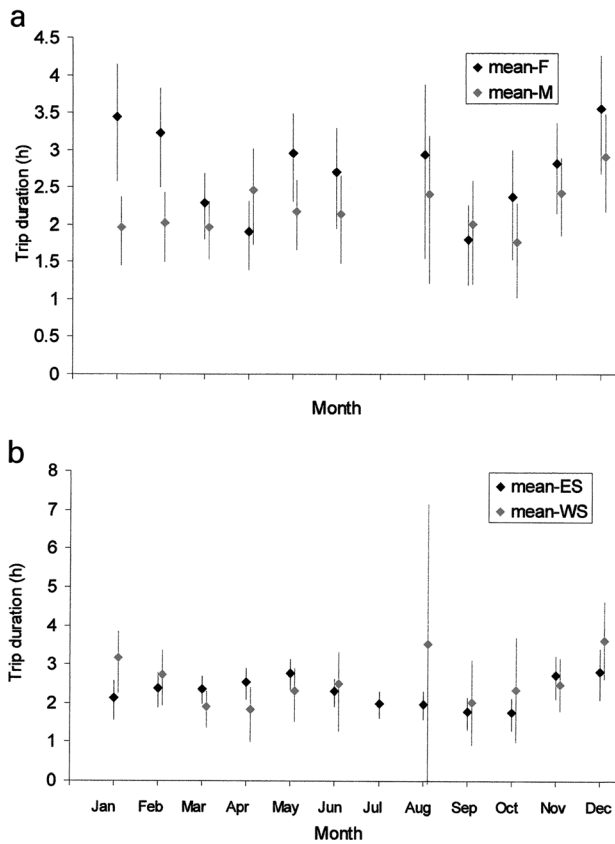 a
4.5
4
3.5
3
2.5
2
1.5
1
0.5
0
Trip duration (h)
mean-F
mean-M
Month
b
8
7
6
5
4
3
2
1
0
Trip duration (h)
mean-ES
mean-WS
Jan Feb Mar Apr May Jun Jul Aug Sep Oct Nov Dec
Month